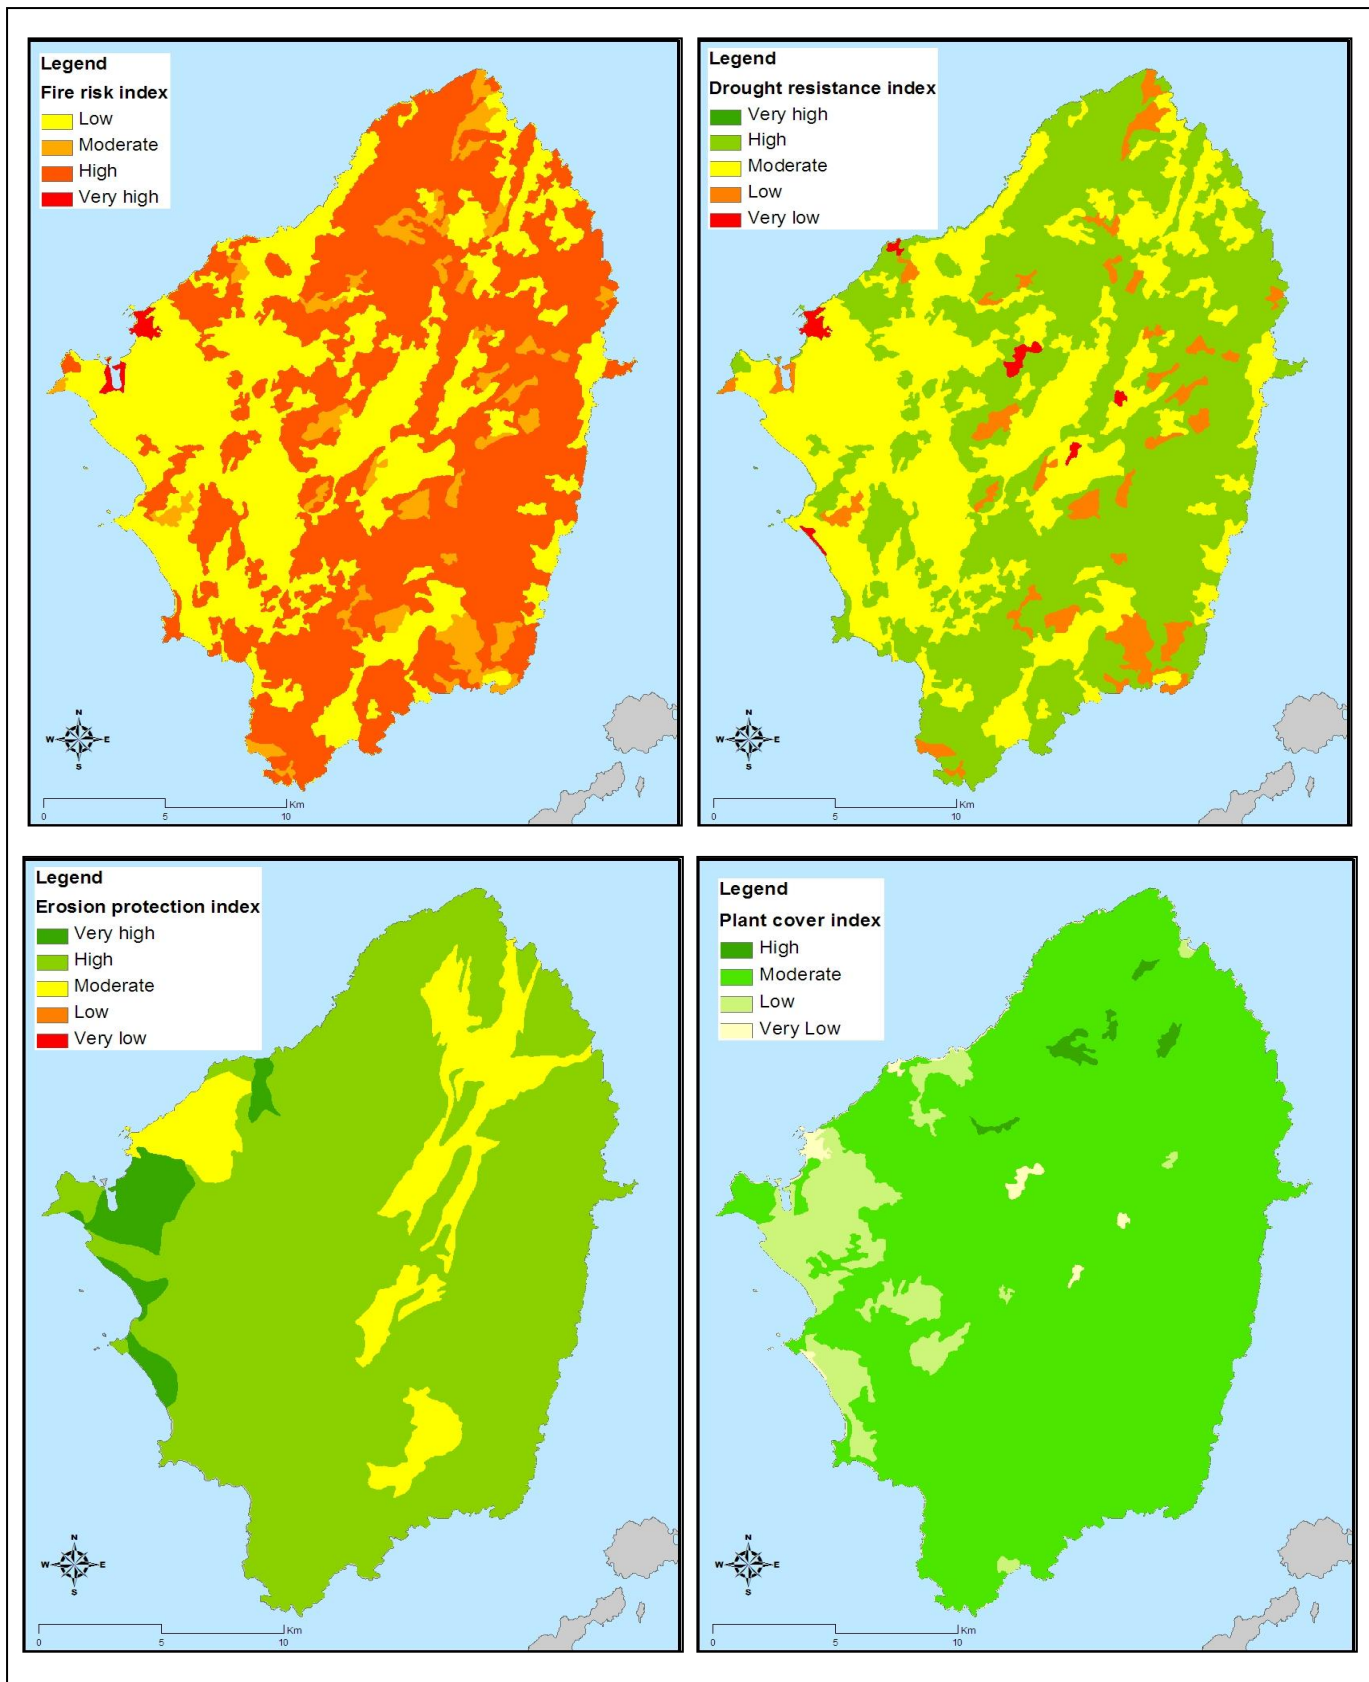 Legend
Fire risk index
Low
Moderate
High
Very high
N
W E
S
Km
0 5 10
Legend
Drought resistance index
Very high
High
Moderate
Low
Very low
N
W E
S
Km
0 5 10
Legend
Erosion protection index
Very high
High
Moderate
Low
Very low
N
W E
S
Km
0 5 10
Legend
Plant cover index
High
Moderate
Low
Very Low
N
W E
S
Km
0 5 10